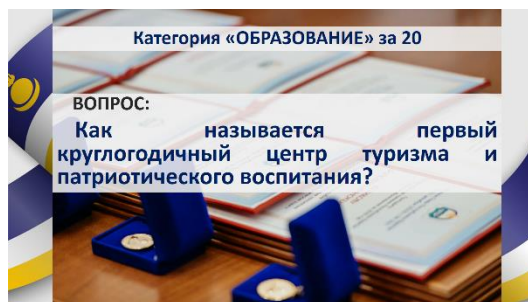 Категория «ОБРАЗОВАНИЕ» за 20
ВОПРОС:
Как называется первый
круглогодичный центр туризма и
патриотического воспитания?